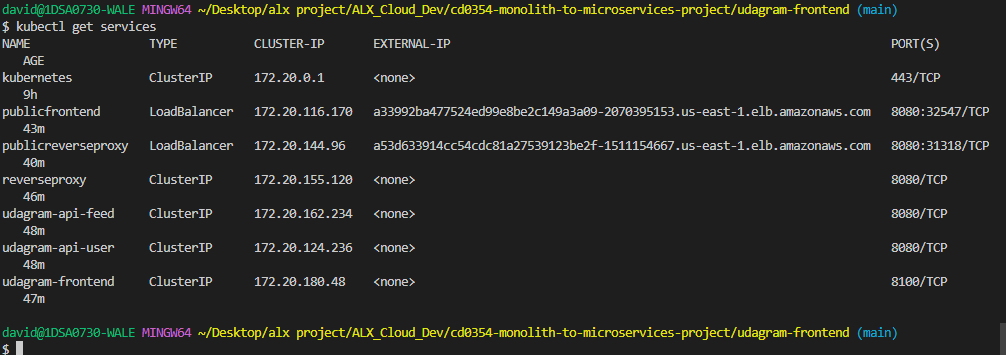 david@1DSA0730-WALE MINGW64 ~/Desktop/alx project/ALX_Cloud_Dev/cd0354-monolith-to-microservices-project/udagram-frontend (main)
$ kubectl get services
NAME TYPE CLUSTER-IP EXTERNAL-IP PORT(S)
AGE
kubernetes ClusterIP 172.20.0.1 <none> 443/TCP
9h
publicfrontend LoadBalancer 172.20.116.170 a33992ba477524ed99e8be2c149a3a09-2070395153.us-east-1.elb.amazonaws.com 8080:32547/TCP
43m
publicreverseproxy LoadBalancer 172.20.144.96 a53d633914cc54cdc81a27539123be2f-1511154667.us-east-1.elb.amazonaws.com 8080:31318/TCP
40m
reverseproxy ClusterIP 172.20.155.120 <none> 8080/TCP
46m
udagram-api-feed ClusterIP 172.20.162.234 <none> 8080/TCP
48m
udagram-api-user ClusterIP 172.20.124.236 <none> 8080/TCP
48m
udagram-frontend ClusterIP 172.20.180.48 <none> 8100/TCP
47m
david@1DSA0730-WALE MINGW64 ~/Desktop/alx project/ALX_Cloud_Dev/cd0354-monolith-to-microservices-project/udagram-frontend (main)
$